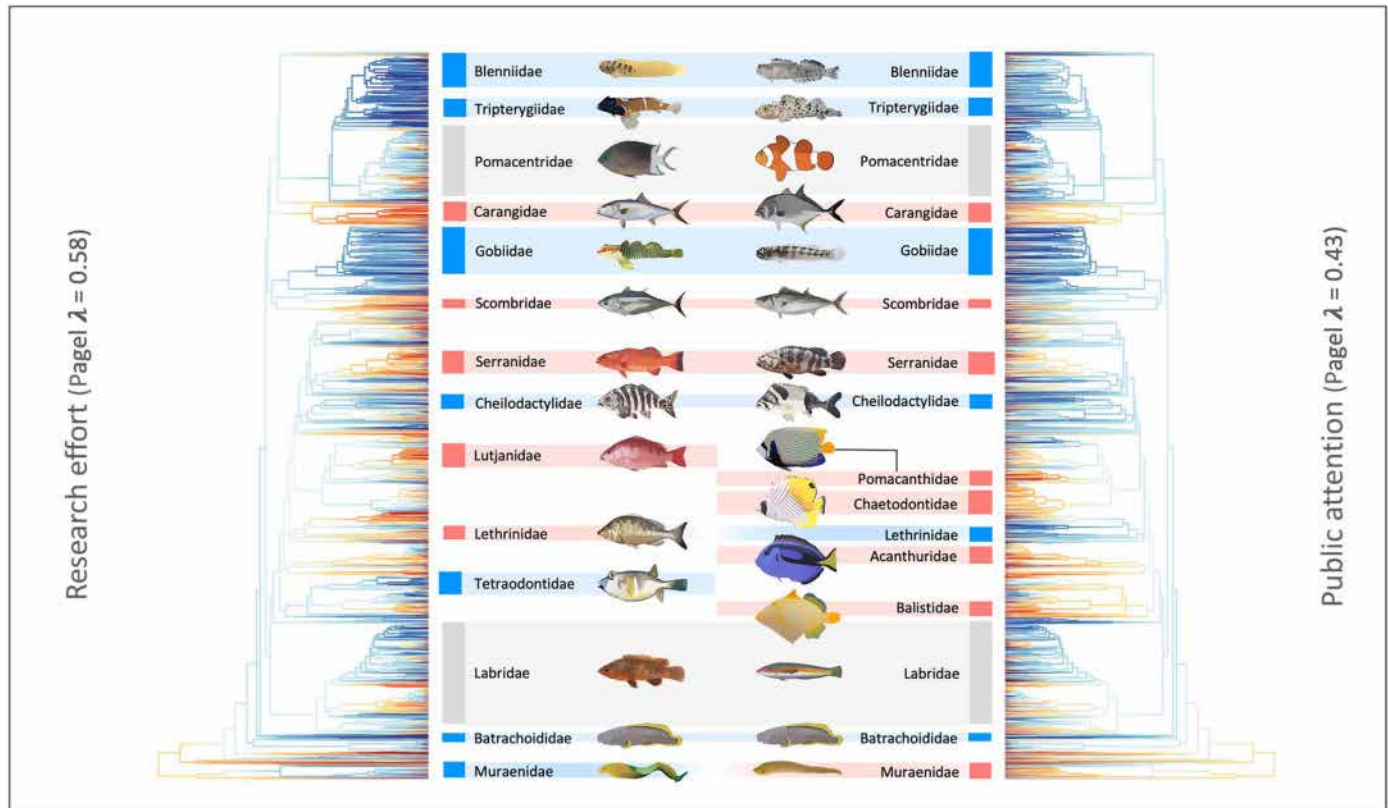 Research effort (Pagel λ = 0.58)
Blenniidae
Blenniidae
Tripterygiidae
Tripterygiidae
Pomacentridae
Pomacentridae
Carangidae
Carangidae
Gobiidae
Gobiidae
Scombridae
Scombridae
Serranidae
Serranidae
Cheilodactylidae
Cheilodactylidae
Lutjanidae
Pomacanthidae
Chaetodontidae
Lethrinidae
Lethrinidae
Acanthuridae
Tetraodontidae
Balistidae
Labridae
Labridae
Batrachoididae
Batrachoididae
Muraenidae
Muraenidae
Public attention (Pagel λ = 0.43)